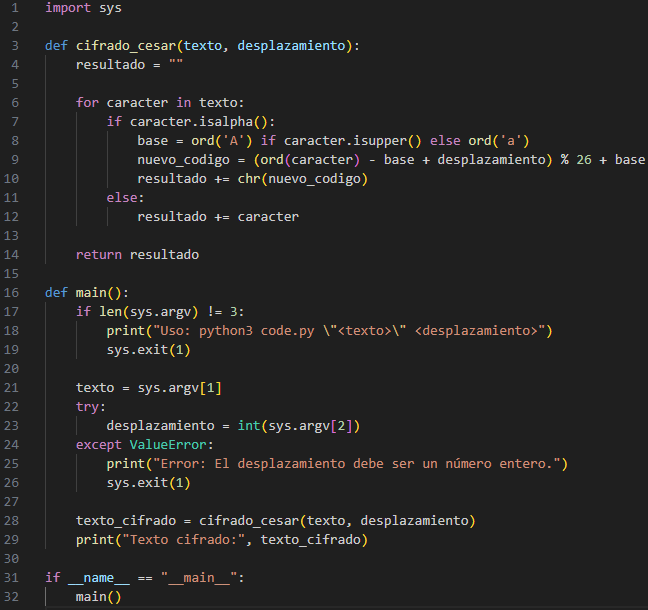 1 import sys
2
3 def cifrado_cesar(texto, desplazamiento):
4     resultado = ""
5
6     for caracter in texto:
7         if caracter.isalpha():
8             base = ord('A') if caracter.isupper() else ord('a')
9             nuevo_codigo = (ord(caracter) - base + desplazamiento) % 26 + base
10             resultado += chr(nuevo_codigo)
11         else:
12             resultado += caracter
13
14     return resultado
15
16 def main():
17     if len(sys.argv) != 3:
18         print("Uso: python3 code.py \"<texto>\" <desplazamiento>")
19         sys.exit(1)
20
21     texto = sys.argv[1]
22     try:
23         desplazamiento = int(sys.argv[2])
24     except ValueError:
25         print("Error: El desplazamiento debe ser un número entero.")
26         sys.exit(1)
27
28     texto_cifrado = cifrado_cesar(texto, desplazamiento)
29     print("Texto cifrado:", texto_cifrado)
30
31 if __name__ == "__main__":
32     main()